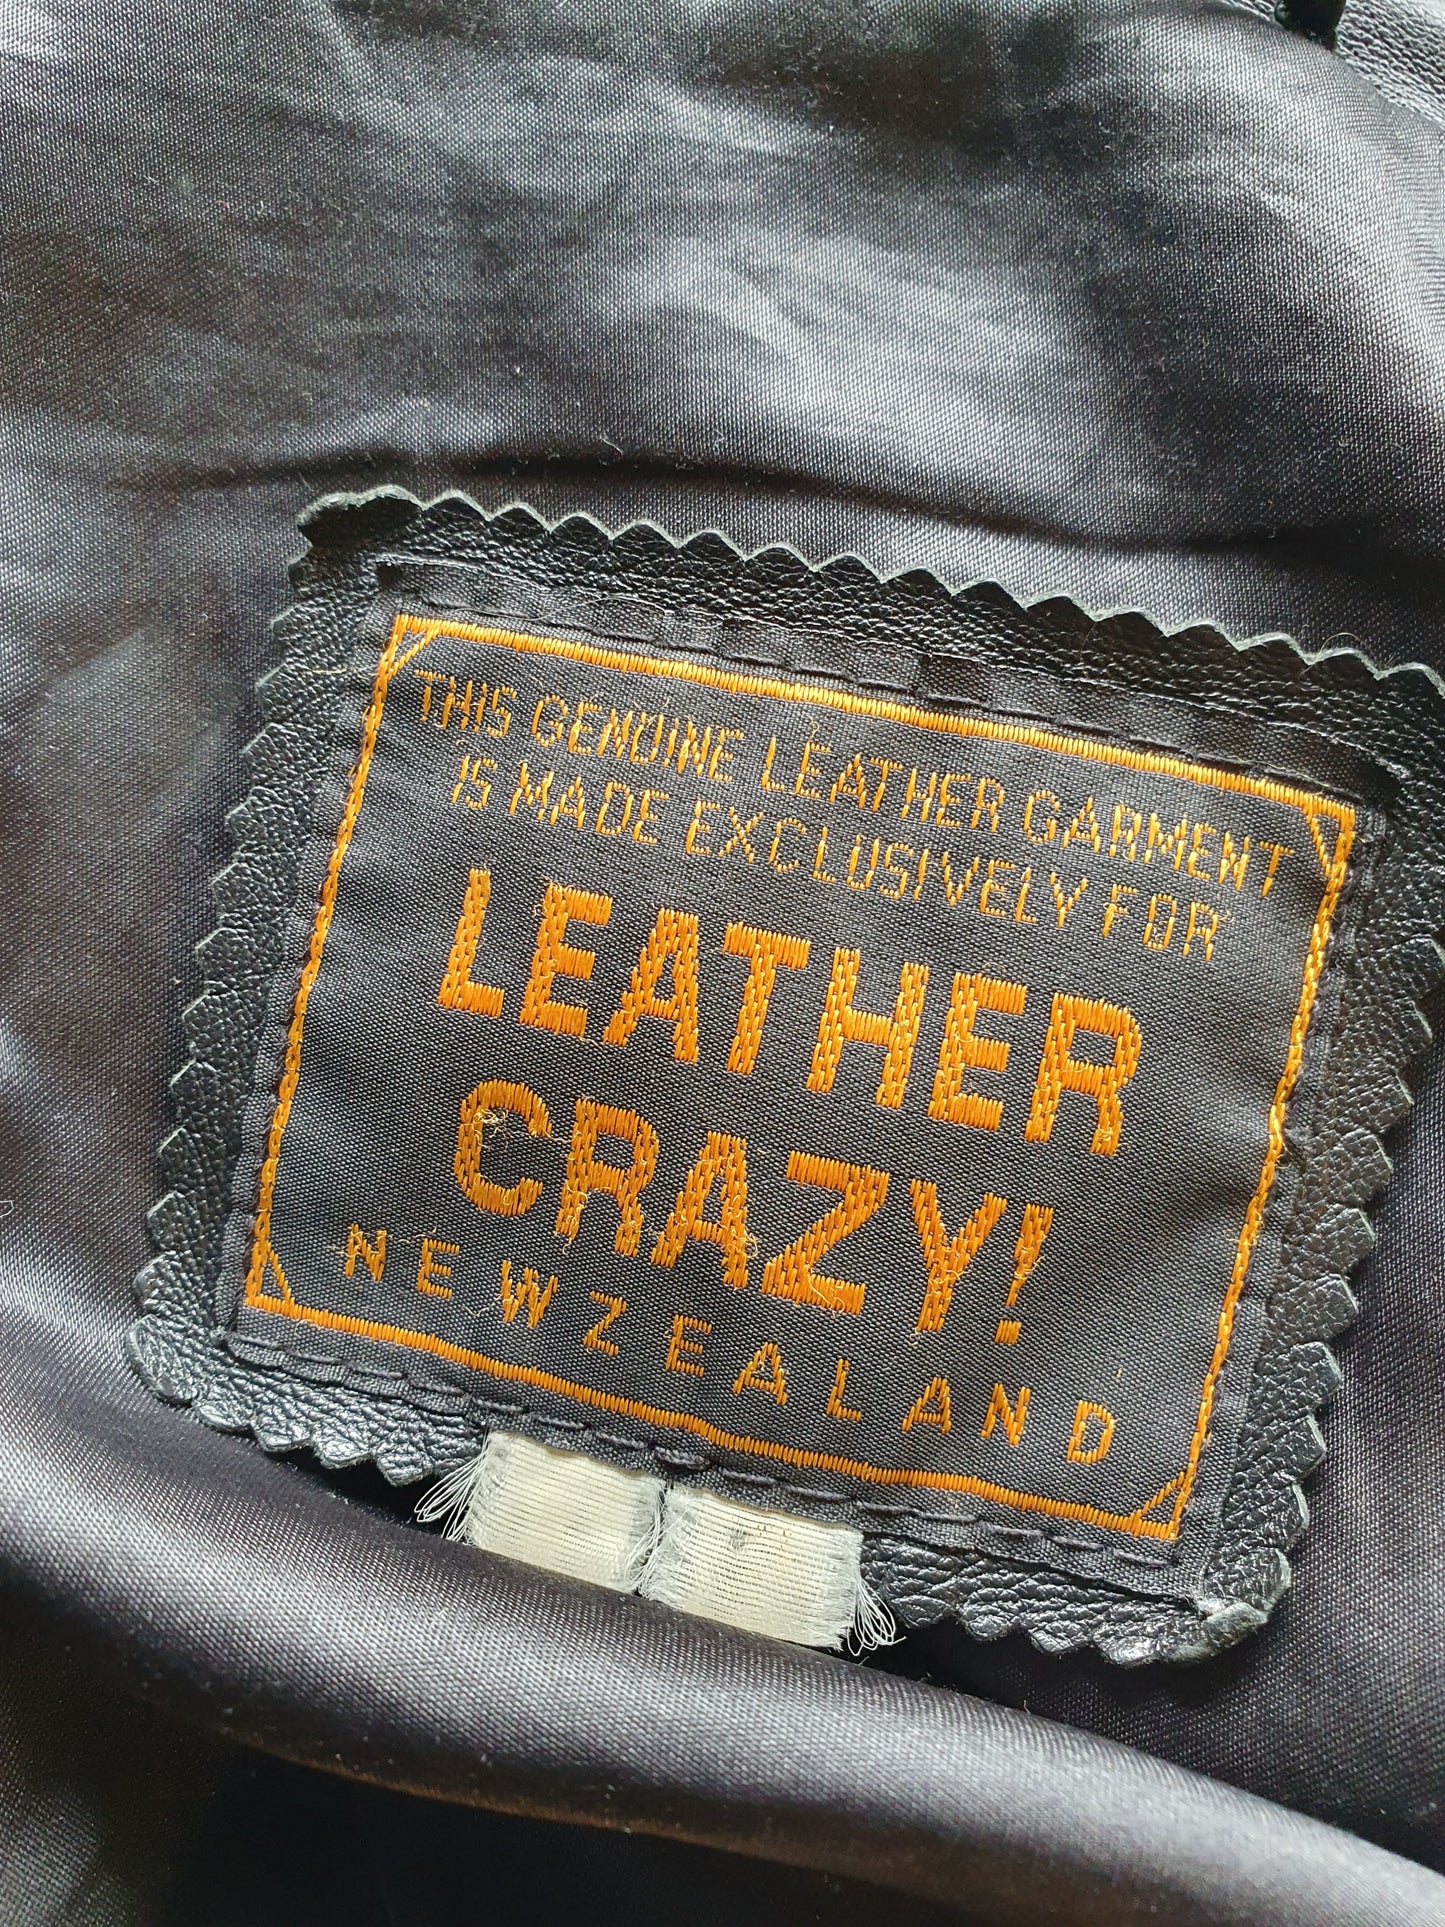 THIS GENUINE LEATHER GARMENT
IS MADE EXCLUSIVELY FOR
LEATHER
CRAZY!
NEW ZEALAND